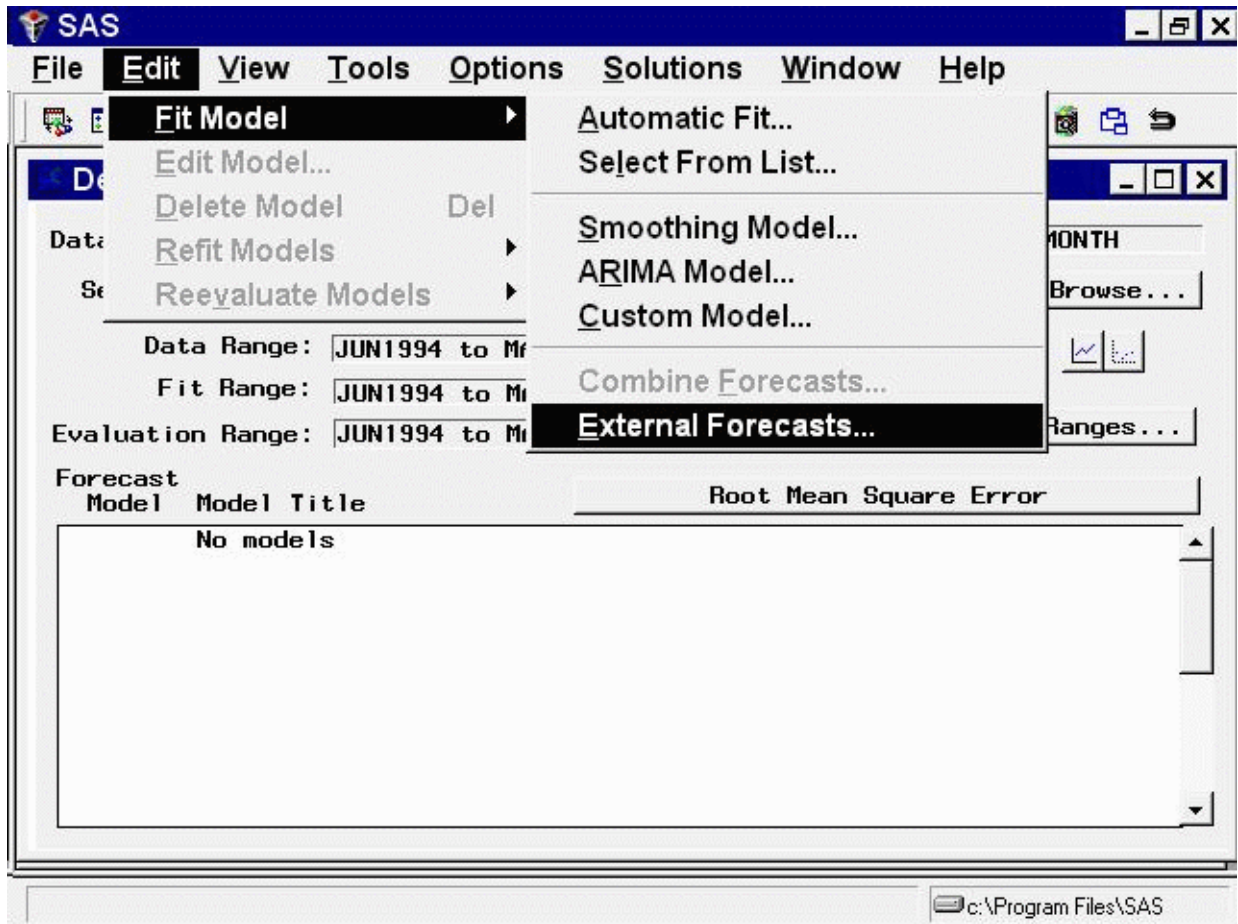 SAS
File Edit View Tools Options Solutions Window Help
Fit Model
Edit Model...
Delete Model Del
Refit Models
Reevaluate Models
Automatic Fit...
Select From List...
Smoothing Model...
ARIMA Model...
Custom Model...
Combine Forecasts...
External Forecasts...
MONTH
Browse...
Data Range: JUN1994 to
Fit Range: JUN1994 to
Evaluation Range: JUN1994 to
Ranges...
Forecast
Model Model Title
Root Mean Square Error
No models
c:\Program Files\SAS